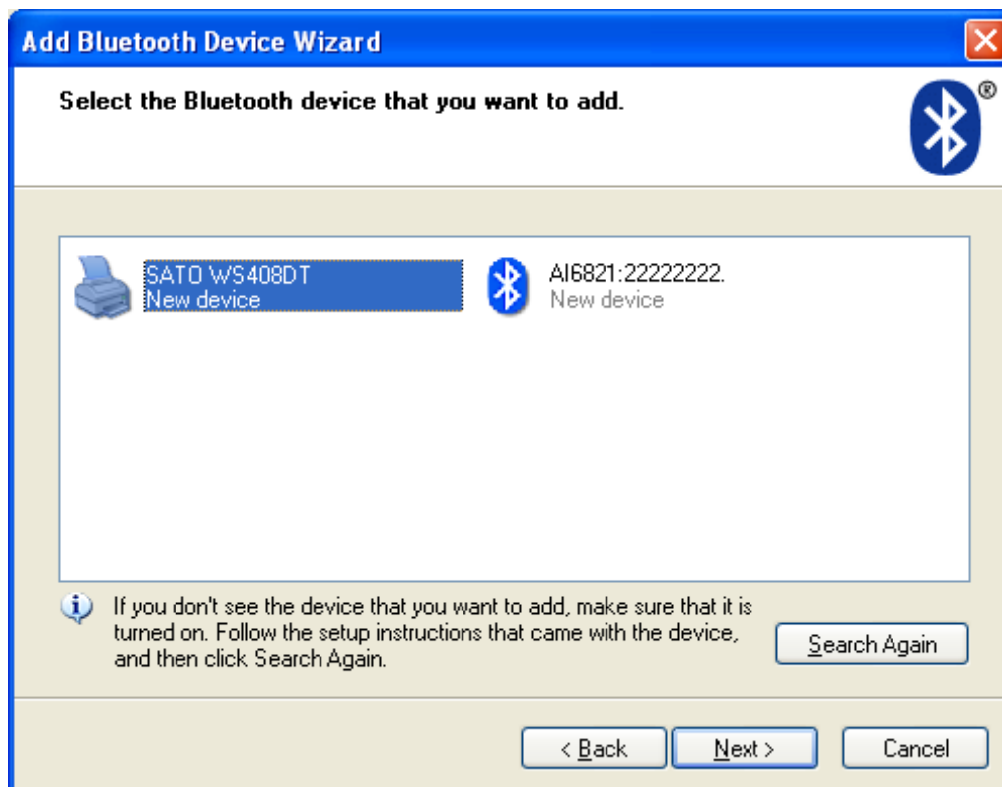 Add Bluetooth Device Wizard
Select the Bluetooth device that you want to add.
®
SATO WS408DT
New device
AI6821:22222222.
New device
If you don't see the device that you want to add, make sure that it is
turned on. Follow the setup instructions that came with the device,
and then click Search Again.
Search Again
< Back
Next >
Cancel